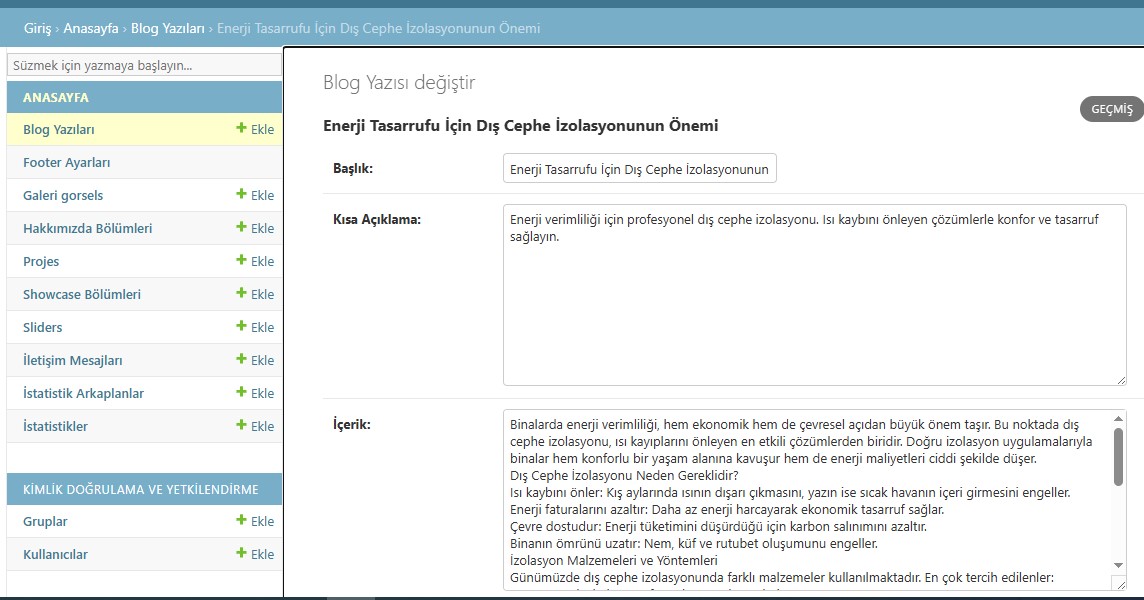 Giriş › Anasayfa › Blog Yazıları › Enerji Tasarrufu İçin Dış Cephe İzolasyonunun Önemi
Süzmek için yazmaya başlayın...
ANASAYFA
Blog Yazıları + Ekle
Footer Ayarları
Galeri gorsels + Ekle
Hakkımızda Bölümleri + Ekle
Projes + Ekle
Showcase Bölümleri + Ekle
Sliders + Ekle
İletişim Mesajları + Ekle
İstatistik Arkaplanlar + Ekle
İstatistikler + Ekle
KİMLİK DOĞRULAMA VE YETKİLENDİRME
Gruplar + Ekle
Kullanıcılar + Ekle
Blog Yazısı değiştir
GEÇMİŞ
Enerji Tasarrufu İçin Dış Cephe İzolasyonunun Önemi
Başlık:
Enerji Tasarrufu İçin Dış Cephe İzolasyonunun
Kısa Açıklama:
Enerji verimliliği için profesyonel dış cephe izolasyonu. Isı kaybını önleyen çözümlerle konfor ve tasarruf
sağlayın.
İçerik:
Binalarda enerji verimliliği, hem ekonomik hem de çevresel açıdan büyük önem taşır. Bu noktada dış
cephe izolasyonu, ısı kayıplarını önleyen en etkili çözümlerden biridir. Doğru izolasyon uygulamalarıyla
binalar hem konforlu bir yaşam alanına kavuşur hem de enerji maliyetleri ciddi şekilde düşer.
Dış Cephe İzolasyonu Neden Gereklidir?
Isı kaybını önler: Kış aylarında ısının dışarı çıkmasını, yazın ise sıcak havanın içeri girmesini engeller.
Enerji faturalarını azaltır: Daha az enerji harcayarak ekonomik tasarruf sağlar.
Çevre dostudur: Enerji tüketimini düşürdüğü için karbon salınımını azaltır.
Binanın ömrünü uzatır: Nem, küf ve rutubet oluşumunu engeller.
İzolasyon Malzemeleri ve Yöntemleri
Günümüzde dış cephe izolasyonunda farklı malzemeler kullanılmaktadır. En çok tercih edilenler: